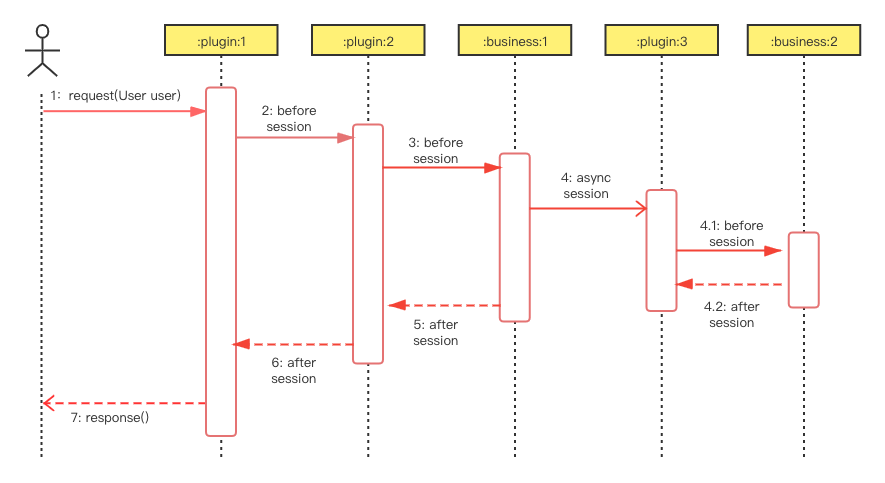 :plugin:1
:plugin:2
:business:1
:plugin:3
:business:2
1:  request(User user)
2: before
session
3: before
session
4: async
session
4.1: before
session
4.2: after
session
5: after
session
6: after
session
7: response()